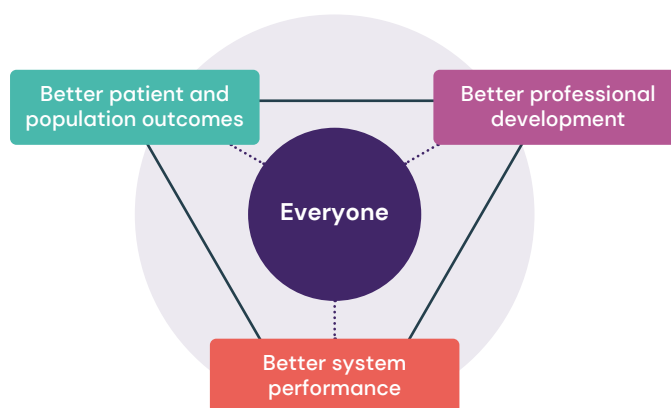 Better patient and
population outcomes
Better professional
development
Everyone
Better system
performance